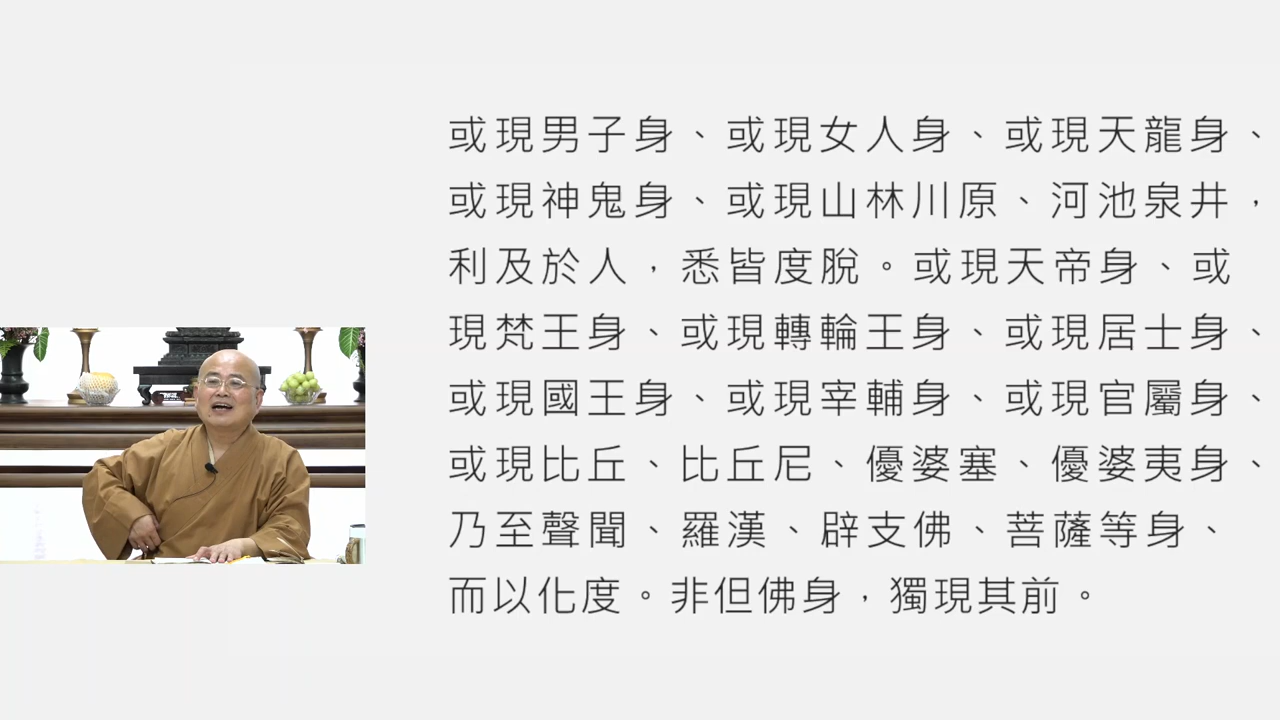 或現男子身、或現女人身、或現天龍身、
或現神鬼身、或現山林川原、河池泉井，
利及於人，悉皆度脫。或現天帝身、或
現梵王身、或現轉輪王身、或現居士身、
或現國王身、或現宰輔身、或現官屬身、
或現比丘、比丘尼、優婆塞、優婆夷身、
乃至聲聞、羅漢、辟支佛、菩薩等身、
而以化度。非但佛身，獨現其前。